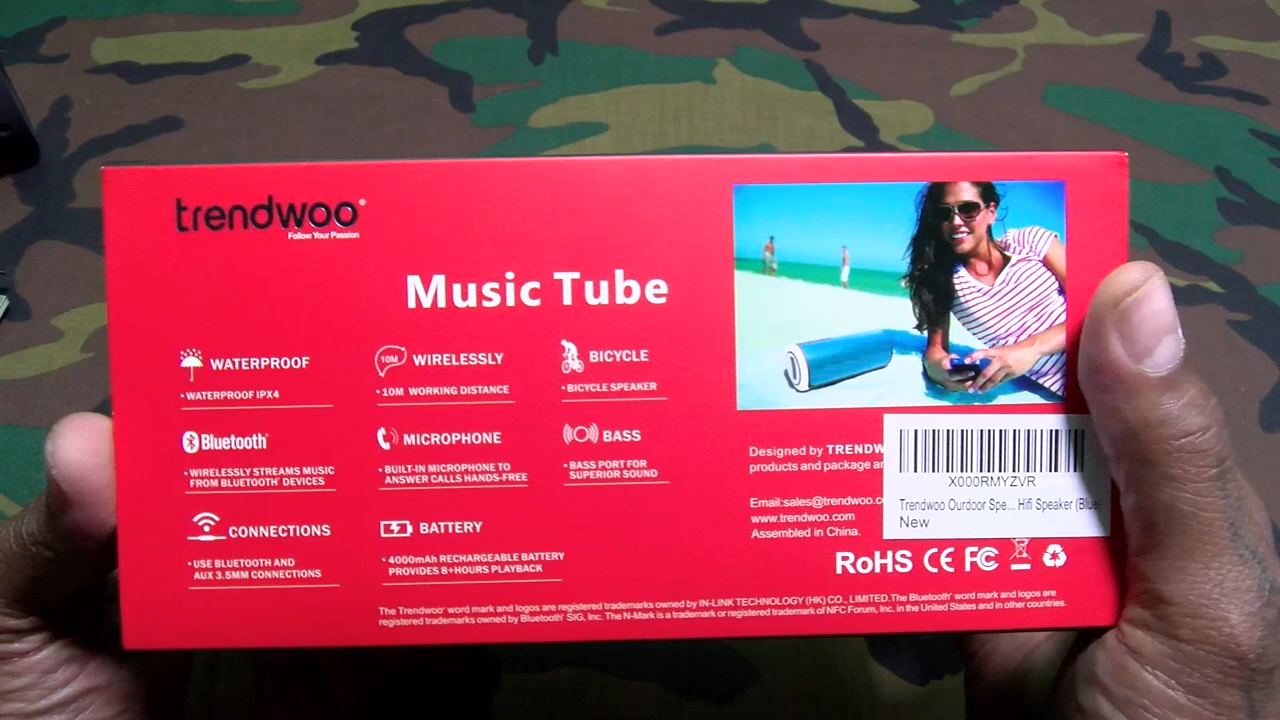 trendwoo®
Follow Your Passion
Music Tube
WATERPROOF
• WATERPROOF IPX4
10M
WIRELESSLY
• 10M WORKING DISTANCE
BICYCLE
• BICYCLE SPEAKER
Bluetooth®
• WIRELESSLY STREAMS MUSIC
FROM BLUETOOTH® DEVICES
MICROPHONE
• BUILT-IN MICROPHONE TO
ANSWER CALLS HANDS-FREE
BASS
• BASS PORT FOR
SUPERIOR SOUND
CONNECTIONS
• USE BLUETOOTH AND
AUX 3.5MM CONNECTIONS
BATTERY
• 4000mAh RECHARGEABLE BATTERY
PROVIDES 8+HOURS PLAYBACK
Designed by TRENDW
products and package ar
Email:sales@trendwoo.co
www.trendwoo.com
Assembled in China.
X000RMYZVR
Trendwoo Ourdoor Spe... Hifi Speaker (Blue)
New
RoHS CE FC
The Trendwoo® word mark and logos are registered trademarks owned by IN-LINK TECHNOLOGY (HK) CO., LIMITED.The Bluetooth® word mark and logos are
registered trademarks owned by Bluetooth® SIG, Inc. The N-Mark is a trademark or registered trademark of NFC Forum, Inc. in the United States and in other countries.